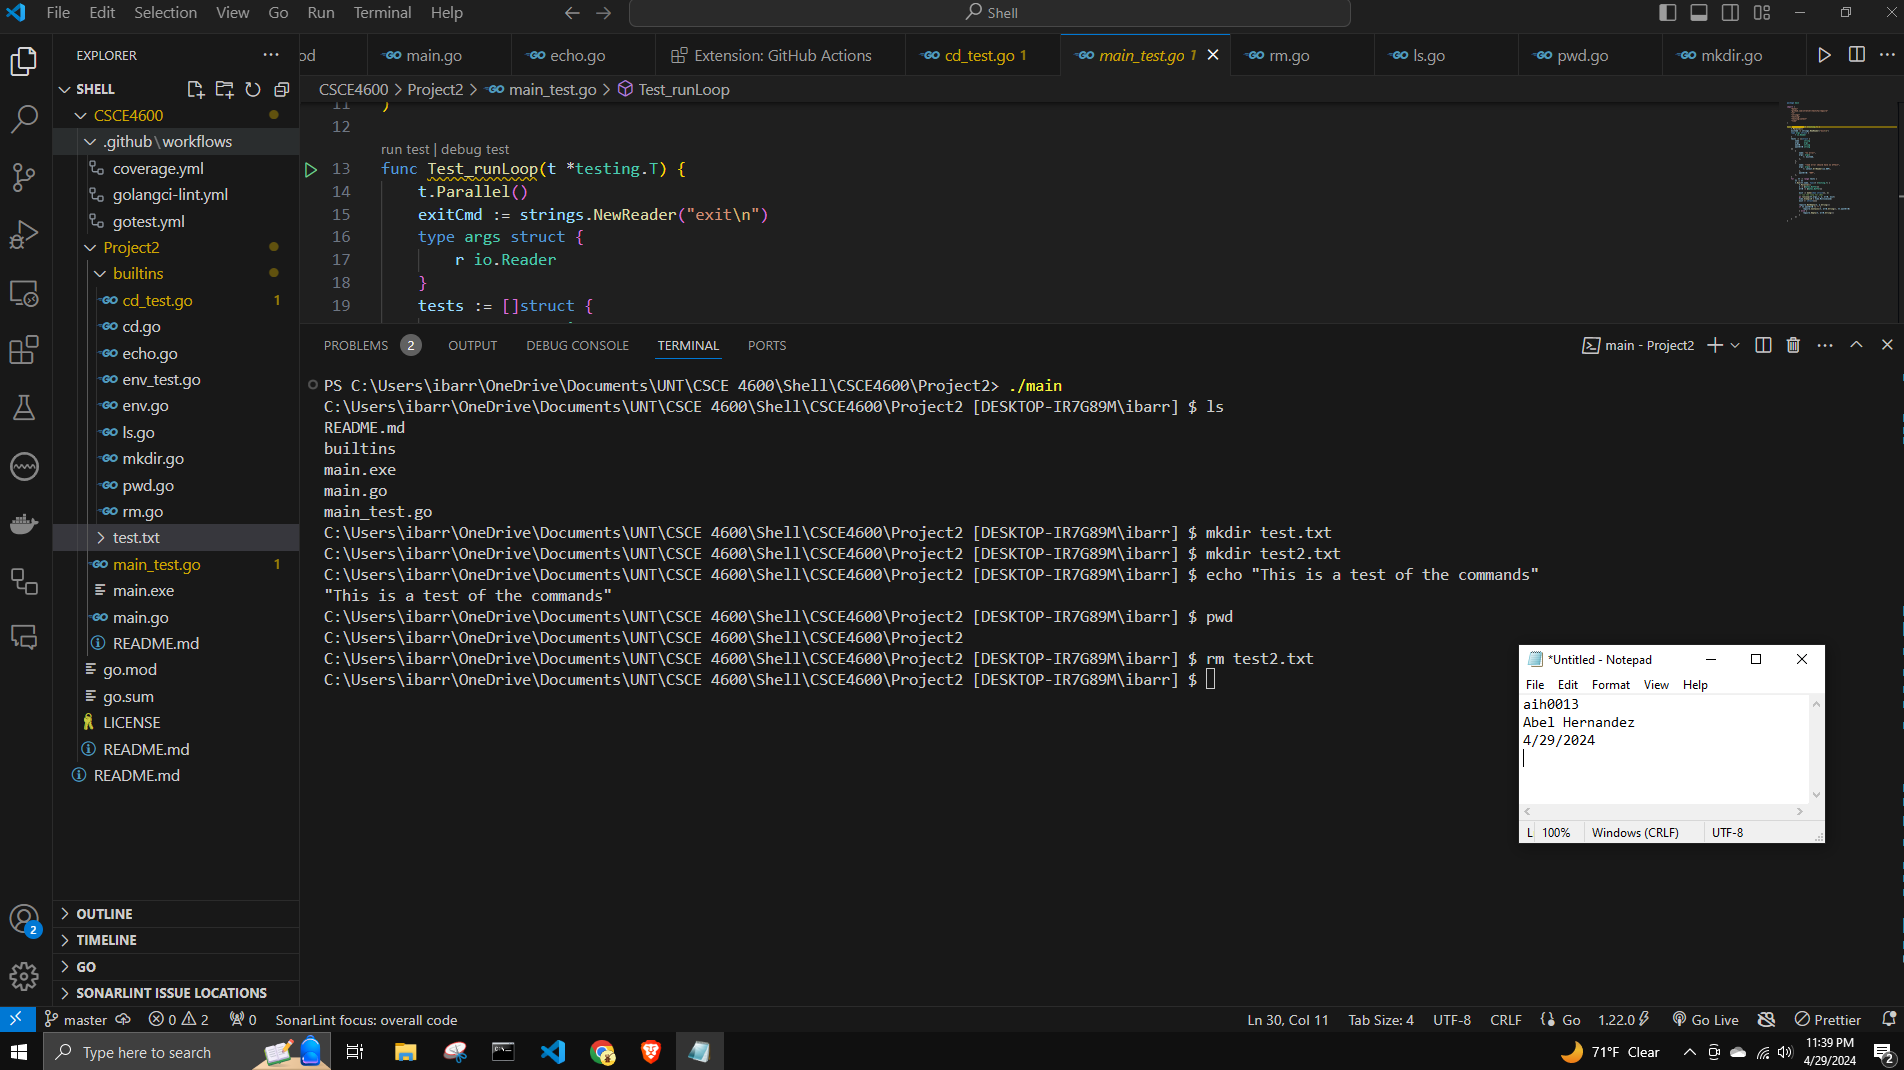 File Edit Selection View Go Run Terminal Help
Shell
EXPLORER
od
main.go
echo.go
Extension: GitHub Actions
cd_test.go 1
main_test.go 1
rm.go
ls.go
pwd.go
mkdir.go
SHELL
CSCE4600
.github\workflows
coverage.yml
golangci-lint.yml
gotest.yml
Project2
builtins
cd_test.go 1
cd.go
echo.go
env_test.go
env.go
ls.go
mkdir.go
pwd.go
rm.go
test.txt
main_test.go 1
main.exe
main.go
README.md
go.mod
go.sum
LICENSE
README.md
README.md
OUTLINE
TIMELINE
GO
SONARLINT ISSUE LOCATIONS
CSCE4600 > Project2 > main_test.go > Test_runLoop
11 )
12
run test | debug test
13 func Test_runLoop(t *testing.T) {
14 t.Parallel()
15 exitCmd := strings.NewReader("exit\n")
16 type args struct {
17 r io.Reader
18 }
19 tests := []struct {
PROBLEMS 2 OUTPUT DEBUG CONSOLE TERMINAL PORTS
main - Project2
PS C:\Users\ibarr\OneDrive\Documents\UNT\CSCE 4600\Shell\CSCE4600\Project2> ./main
C:\Users\ibarr\OneDrive\Documents\UNT\CSCE 4600\Shell\CSCE4600\Project2 [DESKTOP-IR7G89M\ibarr] $ ls
README.md
builtins
main.exe
main.go
main_test.go
C:\Users\ibarr\OneDrive\Documents\UNT\CSCE 4600\Shell\CSCE4600\Project2 [DESKTOP-IR7G89M\ibarr] $ mkdir test.txt
C:\Users\ibarr\OneDrive\Documents\UNT\CSCE 4600\Shell\CSCE4600\Project2 [DESKTOP-IR7G89M\ibarr] $ mkdir test2.txt
C:\Users\ibarr\OneDrive\Documents\UNT\CSCE 4600\Shell\CSCE4600\Project2 [DESKTOP-IR7G89M\ibarr] $ echo "This is a test of the commands"
"This is a test of the commands"
C:\Users\ibarr\OneDrive\Documents\UNT\CSCE 4600\Shell\CSCE4600\Project2 [DESKTOP-IR7G89M\ibarr] $ pwd
C:\Users\ibarr\OneDrive\Documents\UNT\CSCE 4600\Shell\CSCE4600\Project2
C:\Users\ibarr\OneDrive\Documents\UNT\CSCE 4600\Shell\CSCE4600\Project2 [DESKTOP-IR7G89M\ibarr] $ rm test2.txt
C:\Users\ibarr\OneDrive\Documents\UNT\CSCE 4600\Shell\CSCE4600\Project2 [DESKTOP-IR7G89M\ibarr] $
*Untitled - Notepad
File Edit Format View Help
aih0013
Abel Hernandez
4/29/2024
L 100% Windows (CRLF) UTF-8
2
master 0 2 0 SonarLint focus: overall code
Ln 30, Col 11 Tab Size: 4 UTF-8 CRLF Go 1.22.0 Go Live Prettier
Type here to search
71°F Clear
11:39 PM
4/29/2024
2